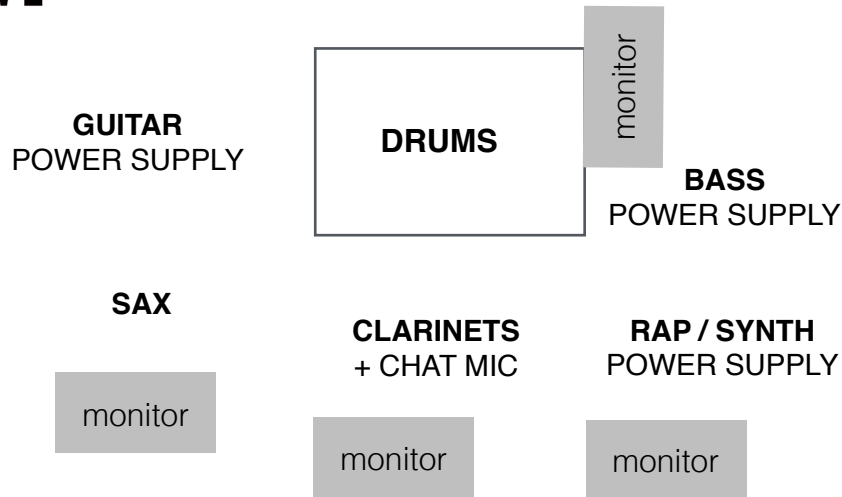 monitor
GUITAR
POWER SUPPLY
DRUMS
BASS
POWER SUPPLY
SAX
CLARINETS
+ CHAT MIC
RAP / SYNTH
POWER SUPPLY
monitor
monitor
monitor